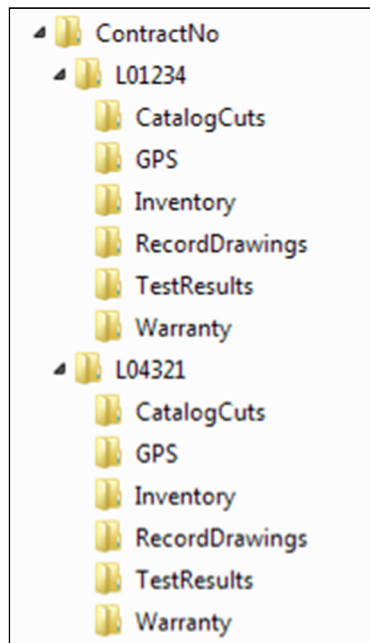 ContractNo
L01234
CatalogCuts
GPS
Inventory
RecordDrawings
TestResults
Warranty
L04321
CatalogCuts
GPS
Inventory
RecordDrawings
TestResults
Warranty